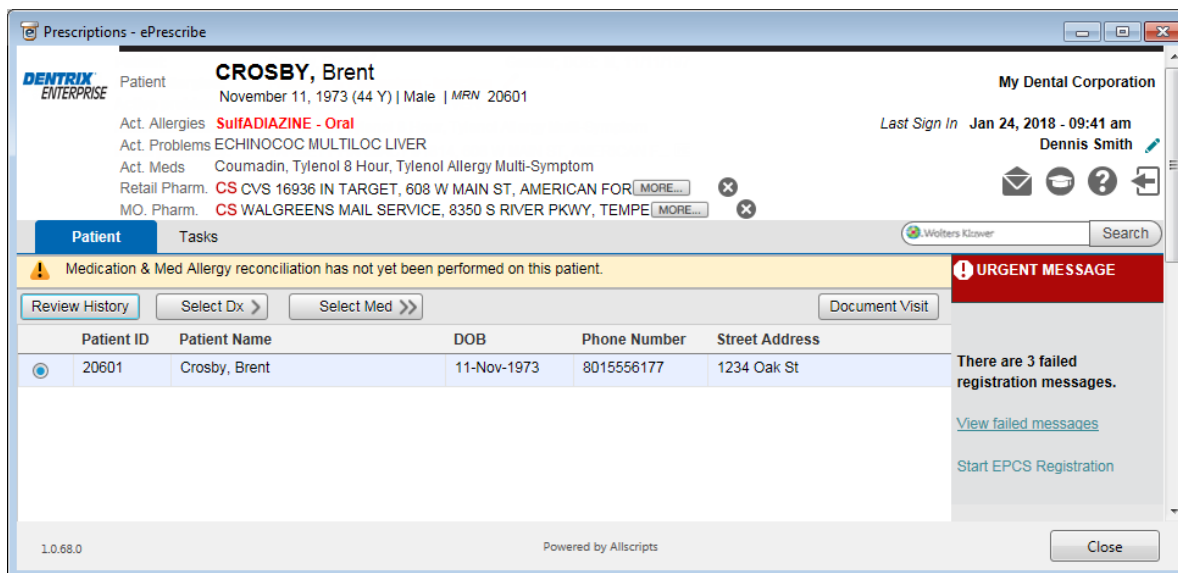 Prescriptions - ePrescribe
DENTRIX ENTERPRISE
Patient CROSBY, Brent
My Dental Corporation
November 11, 1973 (44 Y) | Male | MRN 20601
Act. Allergies SulfADIAZINE - Oral
Last Sign In Jan 24, 2018 - 09:41 am
Act. Problems ECHINOCOC MULTILOC LIVER
Dennis Smith
Act. Meds Coumadin, Tylenol 8 Hour, Tylenol Allergy Multi-Symptom
Retail Pharm. CS CVS 16936 IN TARGET, 608 W MAIN ST, AMERICAN FOR MORE...
MO. Pharm. CS WALGREENS MAIL SERVICE, 8350 S RIVER PKWY, TEMPE MORE...
Patient Tasks Wolters Kluwer Search
Medication & Med Allergy reconciliation has not yet been performed on this patient.
URGENT MESSAGE
Review History Select Dx Select Med Document Visit
Patient ID Patient Name DOB Phone Number Street Address
20601 Crosby, Brent 11-Nov-1973 8015556177 1234 Oak St
There are 3 failed
registration messages.
View failed messages
Start EPCS Registration
1.0.68.0 Powered by Allscripts Close